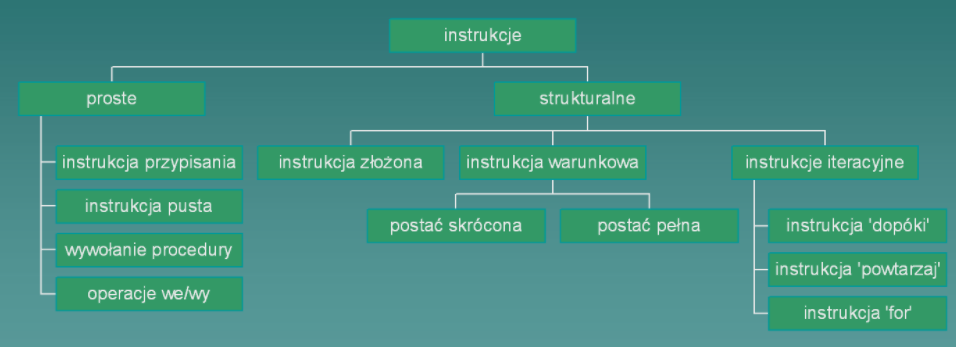 instrukcje
proste
strukturalne
instrukcja przypisania
instrukcja złożona
instrukcja warunkowa
instrukcje iteracyjne
instrukcja pusta
postać skrócona
postać pełna
instrukcja 'dopóki'
wywołanie procedury
instrukcja 'powtarzaj'
operacje we/wy
instrukcja 'for'